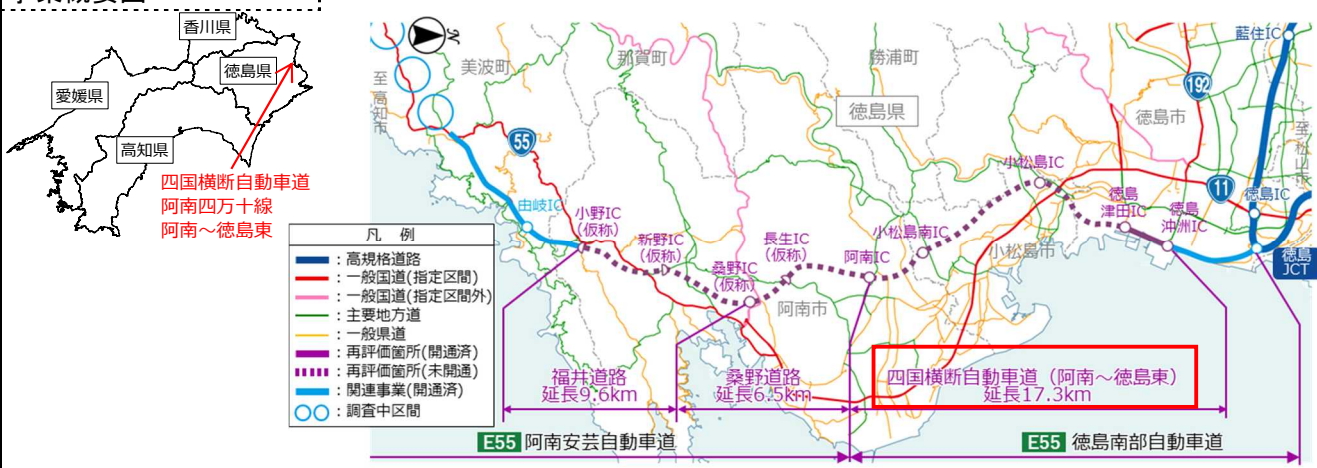 香川県
徳島県
愛媛県
高知県
四国横断自動車道
阿南四万十線
阿南～徳島東
凡 例
：高規格道路
：一般国道(指定区間)
：一般国道(指定区間外)
：主要地方道
：一般県道
：再評価箇所(開通済)
：再評価箇所(未開通)
：関連事業(開通済)
：調査中区間
N
至高知市
美波町
那賀町
勝浦町
徳島県
徳島市
藍住IC
192
至松山市
55
11
小松島IC
徳島IC
由岐IC
小野IC
(仮称)
新野IC
(仮称)
桑野IC
(仮称)
長生IC
(仮称)
阿南IC
小松島南IC
小松島市
徳島
津田IC
徳島
沖洲IC
徳島
JCT
阿南市
福井道路
延長9.6km
桑野道路
延長6.5km
四国横断自動車道（阿南～徳島東）
延長17.3km
E55 阿南安芸自動車道
E55 徳島南部自動車道